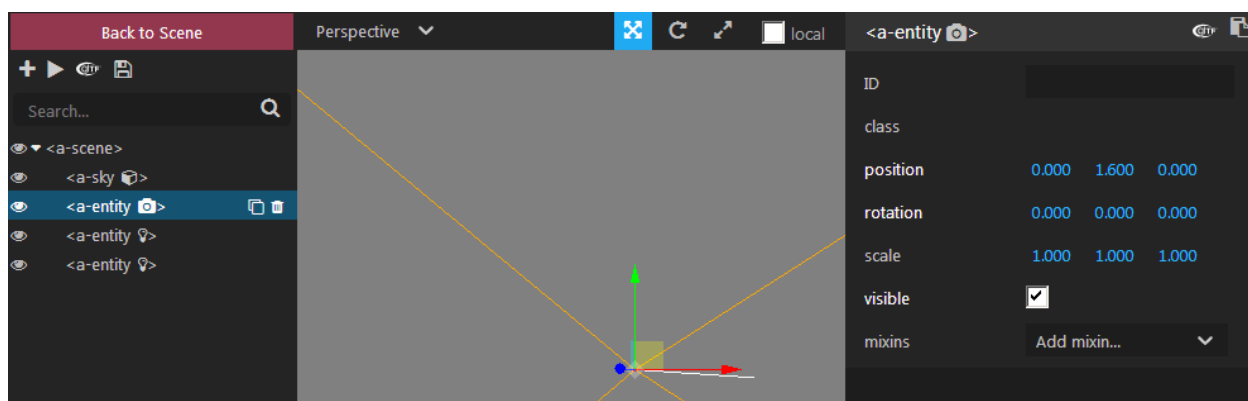 Back to Scene
Search...
<a-scene>
<a-sky >
<a-entity >
<a-entity >
<a-entity >
Perspective
local
<a-entity >
glTF
ID
class
position 0.000 1.600 0.000
rotation 0.000 0.000 0.000
scale 1.000 1.000 1.000
visible
mixins Add mixin...